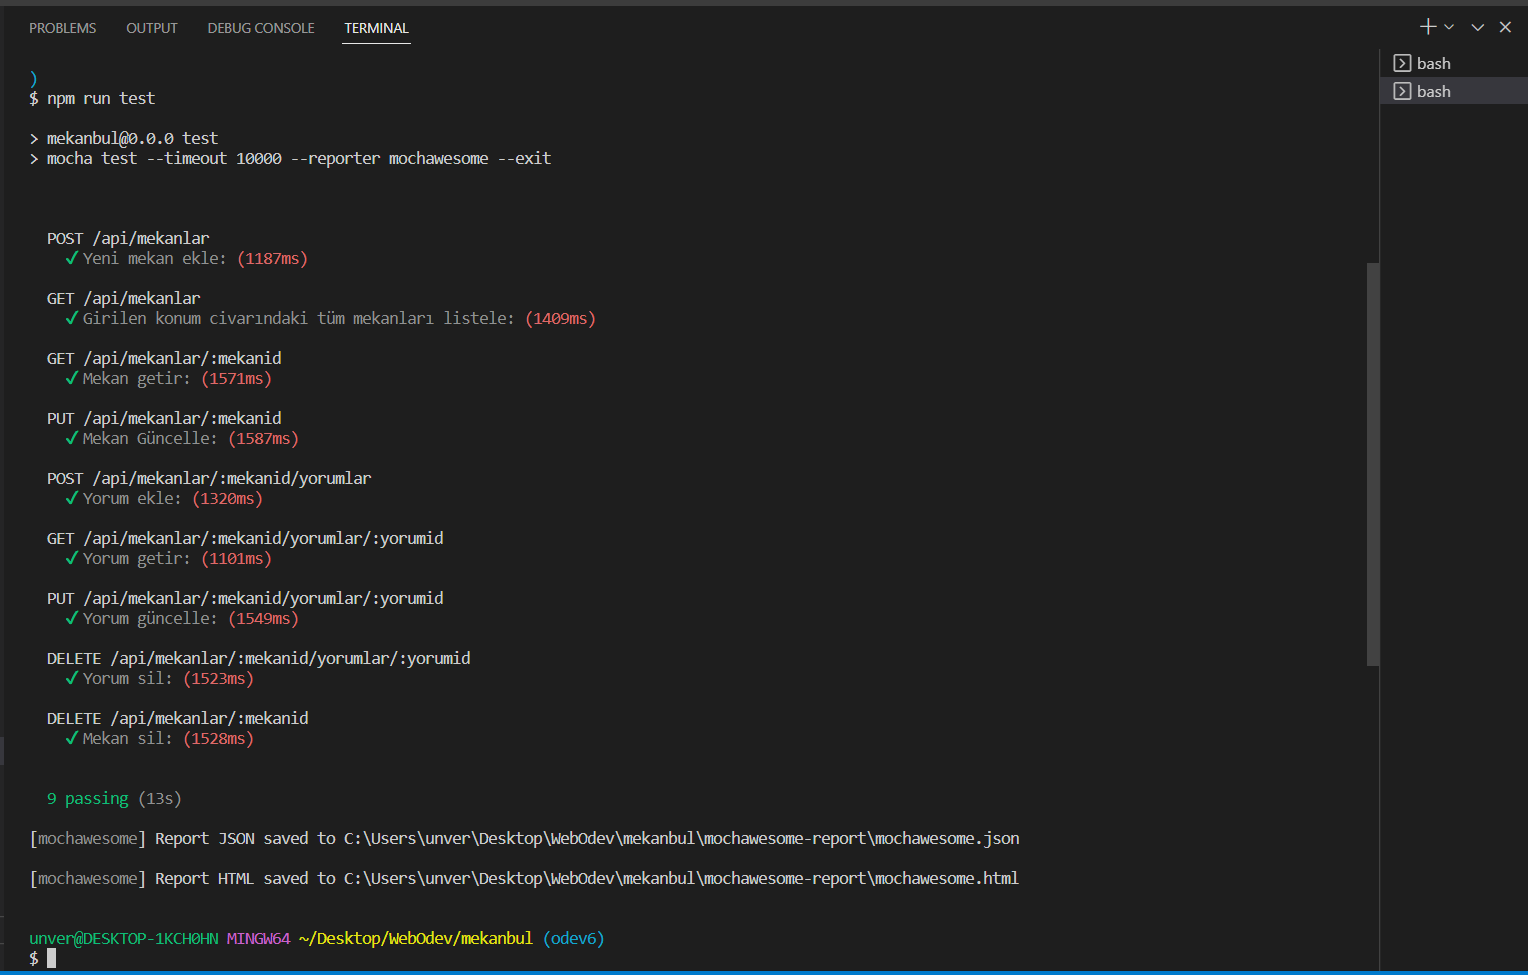 PROBLEMS OUTPUT DEBUG CONSOLE TERMINAL
bash
bash
)
$ npm run test
> mekanbul@0.0.0 test
> mocha test --timeout 10000 --reporter mochawesome --exit
POST /api/mekanlar
✓ Yeni mekan ekle: (1187ms)
GET /api/mekanlar
✓ Girilen konum civarındaki tüm mekanları listele: (1409ms)
GET /api/mekanlar/:mekanid
✓ Mekan getir: (1571ms)
PUT /api/mekanlar/:mekanid
✓ Mekan Güncelle: (1587ms)
POST /api/mekanlar/:mekanid/yorumlar
✓ Yorum ekle: (1320ms)
GET /api/mekanlar/:mekanid/yorumlar/:yorumid
✓ Yorum getir: (1101ms)
PUT /api/mekanlar/:mekanid/yorumlar/:yorumid
✓ Yorum güncelle: (1549ms)
DELETE /api/mekanlar/:mekanid/yorumlar/:yorumid
✓ Yorum sil: (1523ms)
DELETE /api/mekanlar/:mekanid
✓ Mekan sil: (1528ms)
9 passing (13s)
[mochawesome] Report JSON saved to C:\Users\unver\Desktop\WebOdev\mekanbul\mochawesome-report\mochawesome.json
[mochawesome] Report HTML saved to C:\Users\unver\Desktop\WebOdev\mekanbul\mochawesome-report\mochawesome.html
unver@DESKTOP-1KCH0HN MINGW64 ~/Desktop/WebOdev/mekanbul (odev6)
$